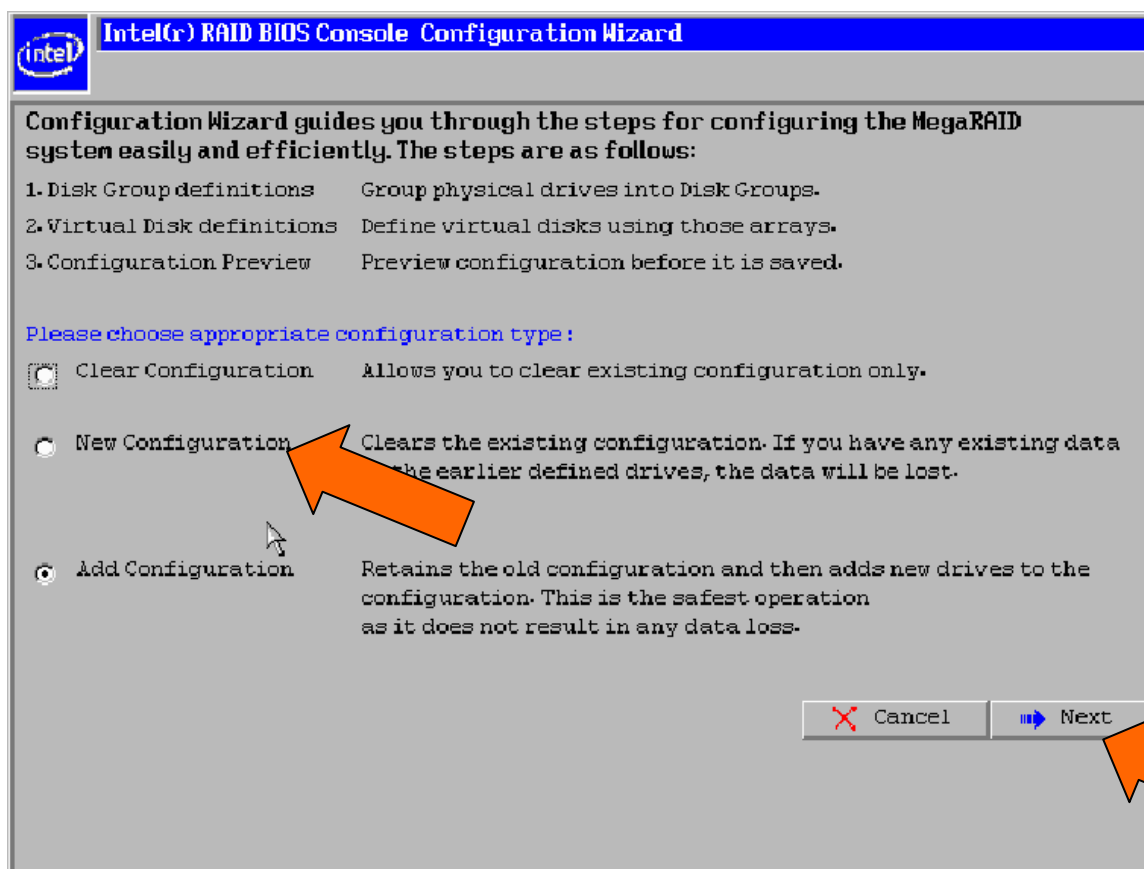 intel
Intel(r) RAID BIOS Console Configuration Wizard
Configuration Wizard guides you through the steps for configuring the MegaRAID
system easily and efficiently. The steps are as follows:
1. Disk Group definitions Group physical drives into Disk Groups.
2. Virtual Disk definitions Define virtual disks using those arrays.
3. Configuration Preview Preview configuration before it is saved.
Please choose appropriate configuration type:
Clear Configuration Allows you to clear existing configuration only.
New Configuration Clears the existing configuration. If you have any existing data
the earlier defined drives, the data will be lost.
Add Configuration Retains the old configuration and then adds new drives to the
configuration. This is the safest operation
as it does not result in any data loss.
Cancel Next